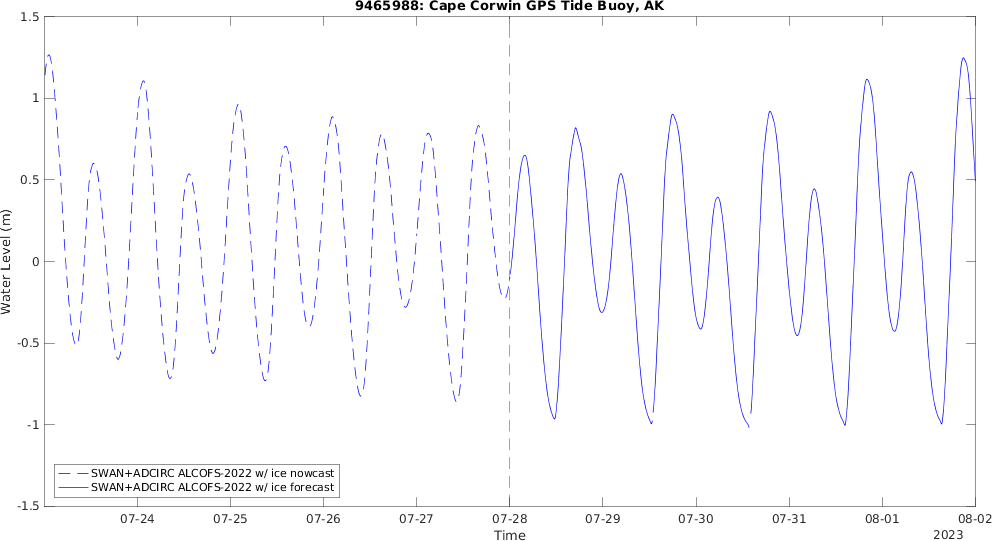 9465988: Cape Corwin GPS Tide Buoy, AK
1.5
1
0.5
0
-0.5
-1
-1.5
Water Level (m)
SWAN+ADCIRC ALCOFS-2022 w/ ice nowcast
SWAN+ADCIRC ALCOFS-2022 w/ ice forecast
07-24 07-25 07-26 07-27 07-28 07-29 07-30 07-31 08-01 08-02
Time
2023